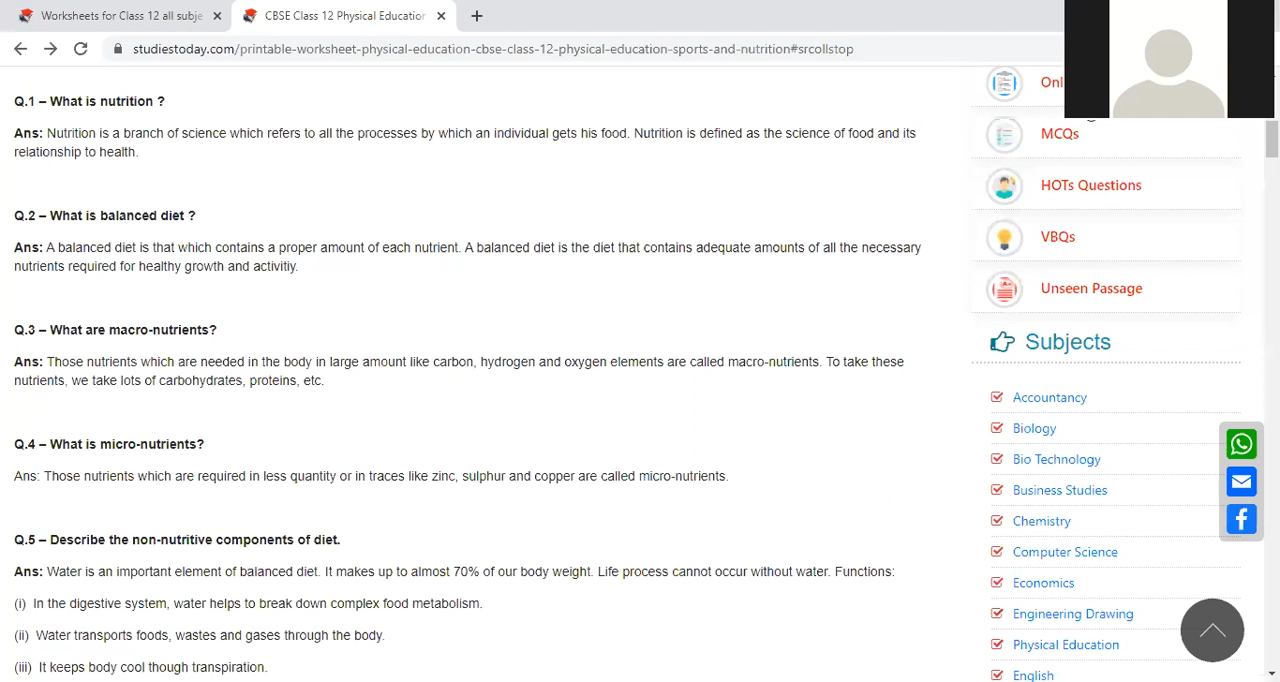 Worksheets for Class 12 all subje
CBSE Class 12 Physical Education
studiestoday.com/printable-worksheet-physical-education-cbse-class-12-physical-education-sports-and-nutrition#srcollstop
Q.1 – What is nutrition ?
Ans: Nutrition is a branch of science which refers to all the processes by which an individual gets his food. Nutrition is defined as the science of food and its
relationship to health.
Q.2 – What is balanced diet ?
Ans: A balanced diet is that which contains a proper amount of each nutrient. A balanced diet is the diet that contains adequate amounts of all the necessary
nutrients required for healthy growth and activitiy.
Q.3 – What are macro-nutrients?
Ans: Those nutrients which are needed in the body in large amount like carbon, hydrogen and oxygen elements are called macro-nutrients. To take these
nutrients, we take lots of carbohydrates, proteins, etc.
Q.4 – What is micro-nutrients?
Ans: Those nutrients which are required in less quantity or in traces like zinc, sulphur and copper are called micro-nutrients.
Q.5 – Describe the non-nutritive components of diet.
Ans: Water is an important element of balanced diet. It makes up to almost 70% of our body weight. Life process cannot occur without water. Functions:
(i) In the digestive system, water helps to break down complex food metabolism.
(ii) Water transports foods, wastes and gases through the body.
(iii) It keeps body cool though transpiration.
Onl
MCQs
HOTs Questions
VBQs
Unseen Passage
Subjects
Accountancy
Biology
Bio Technology
Business Studies
Chemistry
Computer Science
Economics
Engineering Drawing
Physical Education
English